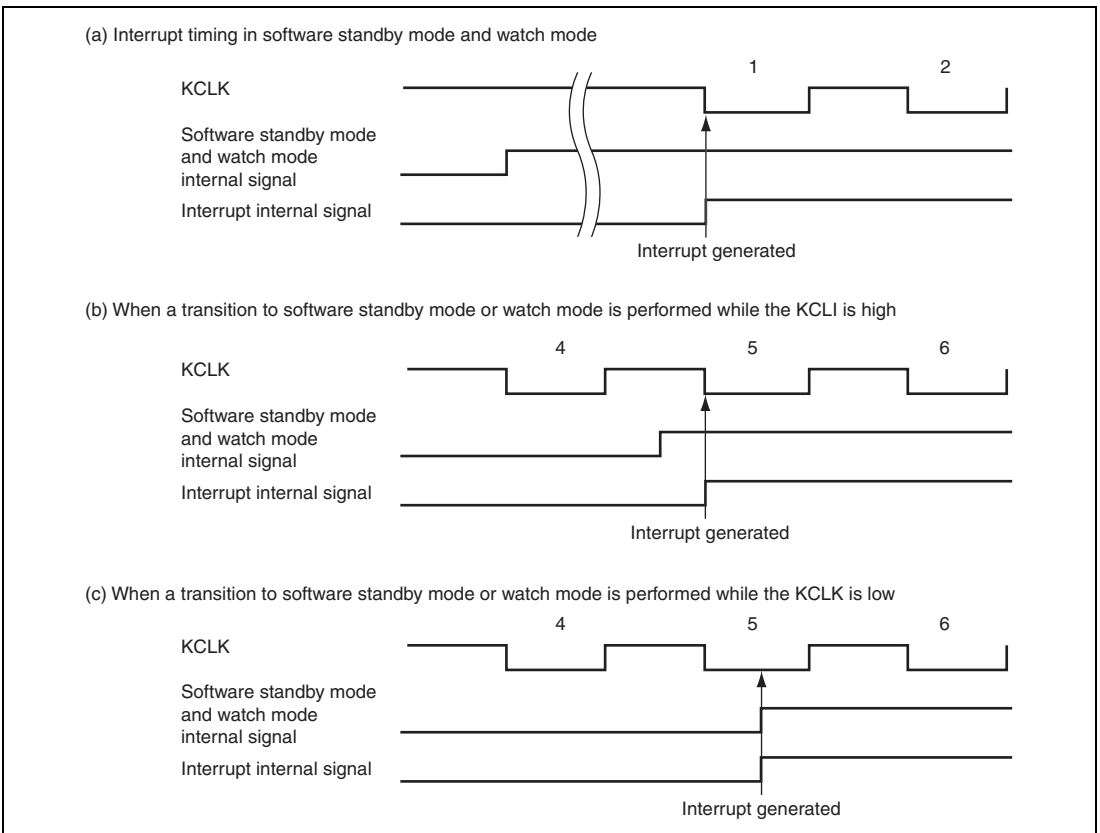 (a) Interrupt timing in software standby mode and watch mode
1 2
KCLK
Software standby mode
and watch mode
internal signal
Interrupt internal signal
Interrupt generated
(b) When a transition to software standby mode or watch mode is performed while the KCLI is high
4 5 6
KCLK
Software standby mode
and watch mode
internal signal
Interrupt internal signal
Interrupt generated
(c) When a transition to software standby mode or watch mode is performed while the KCLK is low
4 5 6
KCLK
Software standby mode
and watch mode
internal signal
Interrupt internal signal
Interrupt generated